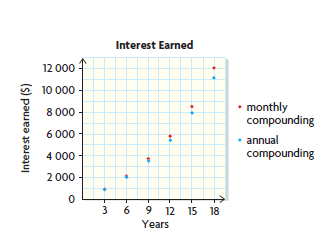 Interest Earned
Interest earned ($)
12 000
10 000
8 000
6 000
4 000
2 000
0
3 6 9 12 15 18
Years
monthly
compounding
annual
compounding